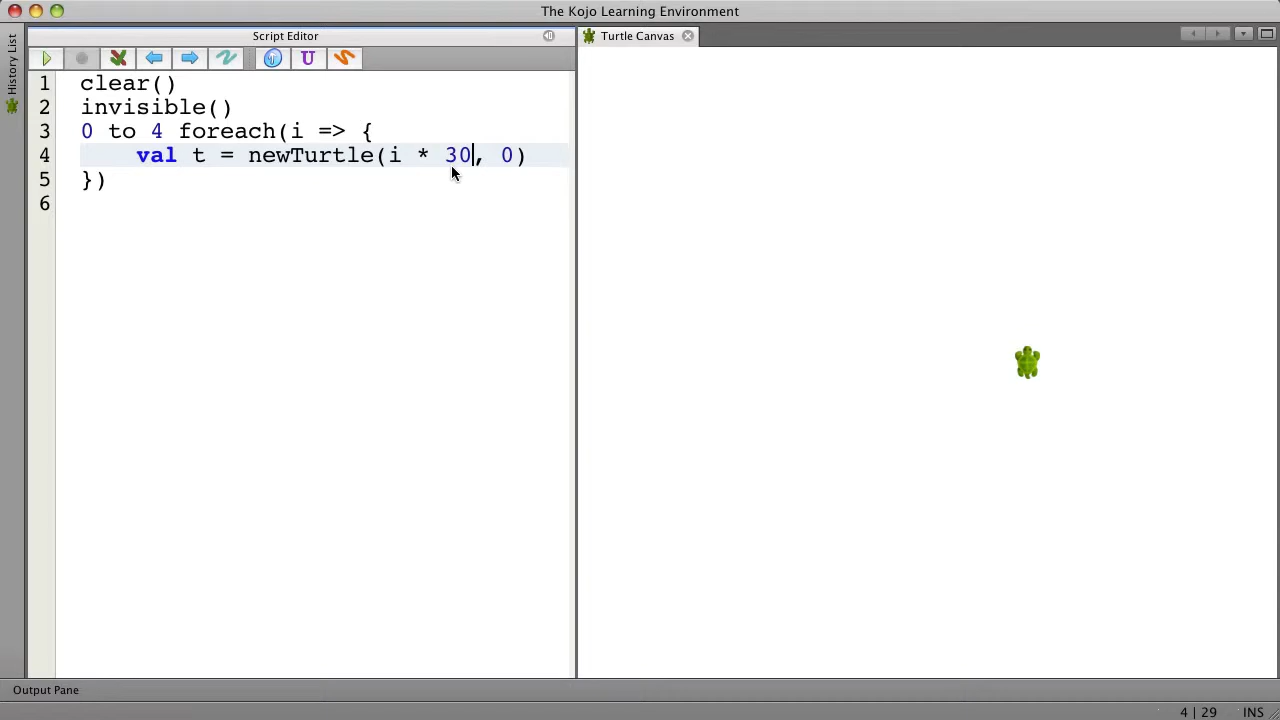 The Kojo Learning Environment
History List
Script Editor
Turtle Canvas
1 clear()
2 invisible()
3 0 to 4 foreach(i => {
4 val t = newTurtle(i * 30, 0)
5 })
6
Output Pane
4 | 29 INS